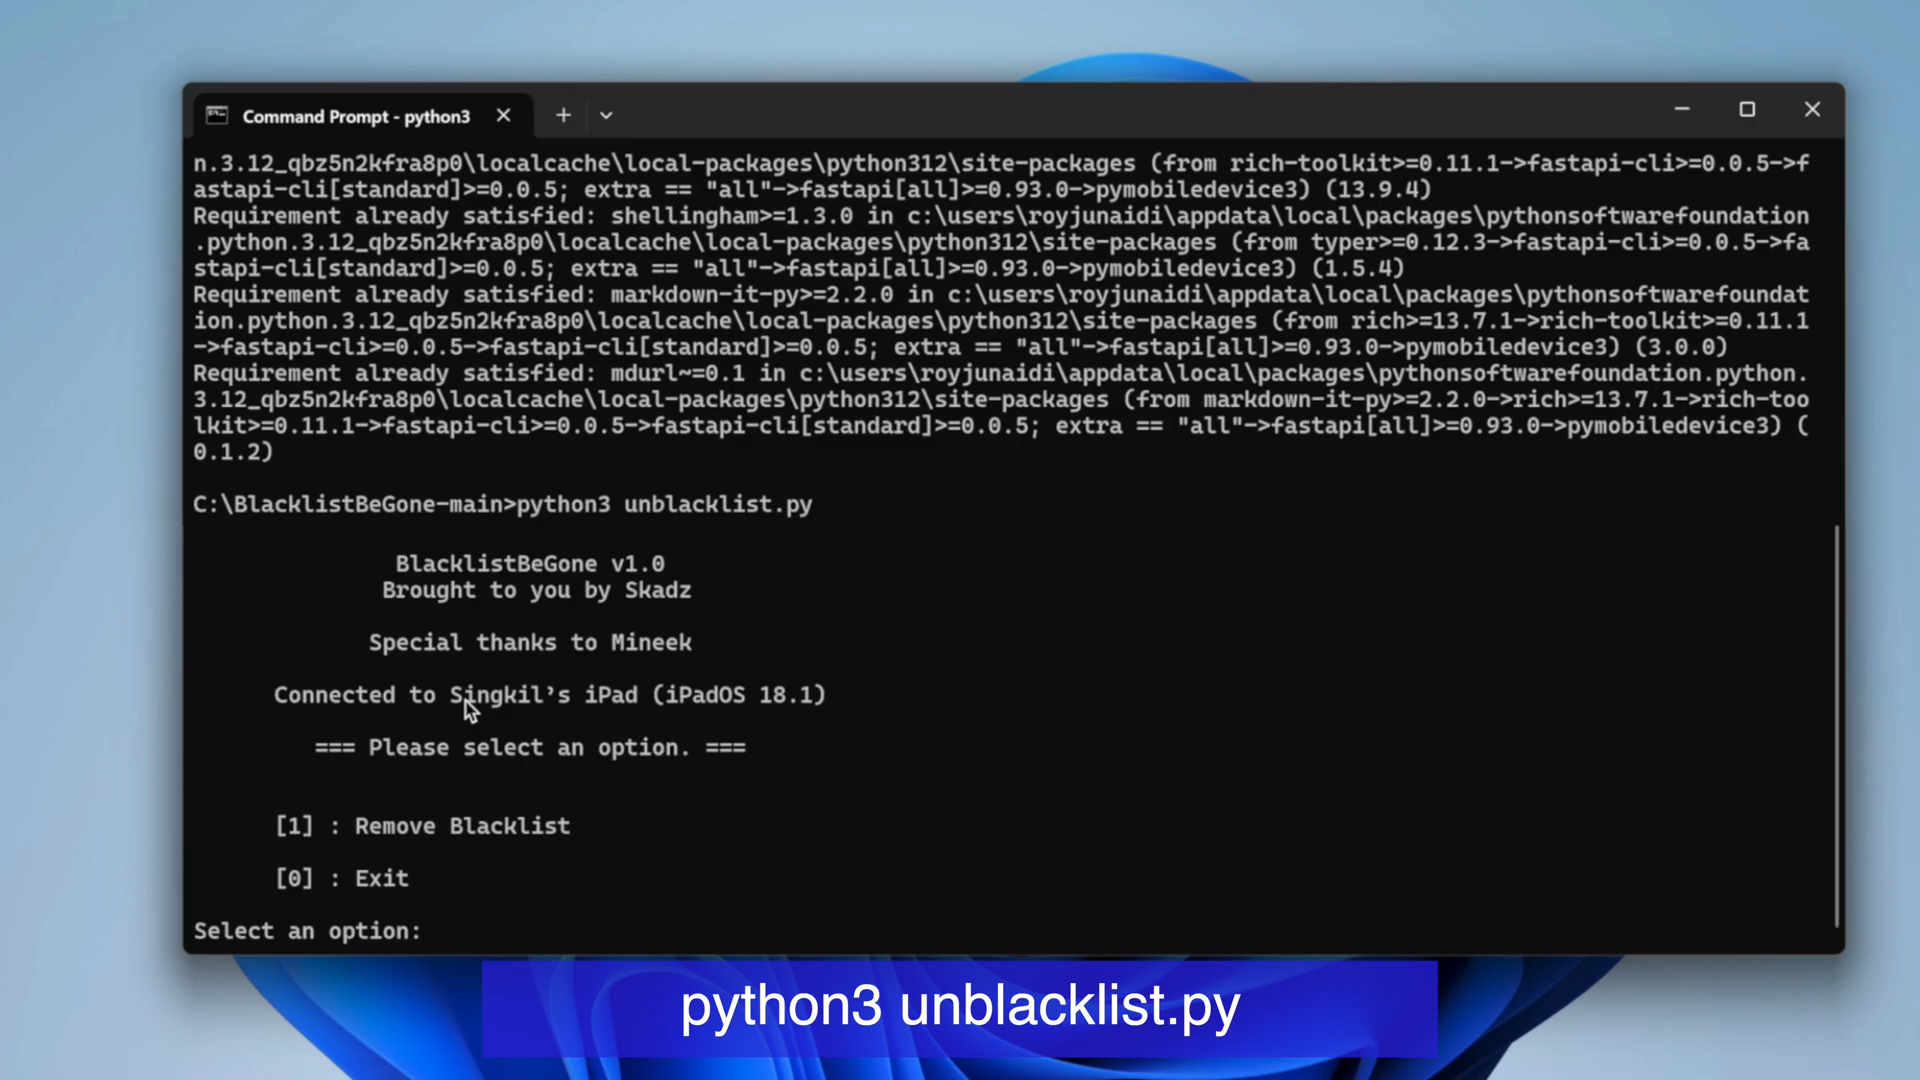 Command Prompt - python3
n.3.12_qbz5n2kfra8p0\localcache\local-packages\python312\site-packages (from rich-toolkit>=0.11.1->fastapi-cli>=0.0.5->f
astapi-cli[standard]>=0.0.5; extra == "all"->fastapi[all]>=0.93.0->pymobiledevice3) (13.9.4)
Requirement already satisfied: shellingham>=1.3.0 in c:\users\royjunaidi\appdata\local\packages\pythonsoftwarefoundation
.python.3.12_qbz5n2kfra8p0\localcache\local-packages\python312\site-packages (from typer>=0.12.3->fastapi-cli>=0.0.5->fa
stapi-cli[standard]>=0.0.5; extra == "all"->fastapi[all]>=0.93.0->pymobiledevice3) (1.5.4)
Requirement already satisfied: markdown-it-py>=2.2.0 in c:\users\royjunaidi\appdata\local\packages\pythonsoftwarefoundat
ion.python.3.12_qbz5n2kfra8p0\localcache\local-packages\python312\site-packages (from rich>=13.7.1->rich-toolkit>=0.11.1
->fastapi-cli>=0.0.5->fastapi-cli[standard]>=0.0.5; extra == "all"->fastapi[all]>=0.93.0->pymobiledevice3) (3.0.0)
Requirement already satisfied: mdurl~=0.1 in c:\users\royjunaidi\appdata\local\packages\pythonsoftwarefoundation.python.
3.12_qbz5n2kfra8p0\localcache\local-packages\python312\site-packages (from markdown-it-py>=2.2.0->rich>=13.7.1->rich-too
lkit>=0.11.1->fastapi-cli>=0.0.5->fastapi-cli[standard]>=0.0.5; extra == "all"->fastapi[all]>=0.93.0->pymobiledevice3) (
0.1.2)
C:\BlacklistBeGone-main>python3 unblacklist.py
BlacklistBeGone v1.0
Brought to you by Skadz
Special thanks to Mineek
Connected to Singkil’s iPad (iPadOS 18.1)
=== Please select an option. ===
[1] : Remove Blacklist
[0] : Exit
Select an option:
python3 unblacklist.py